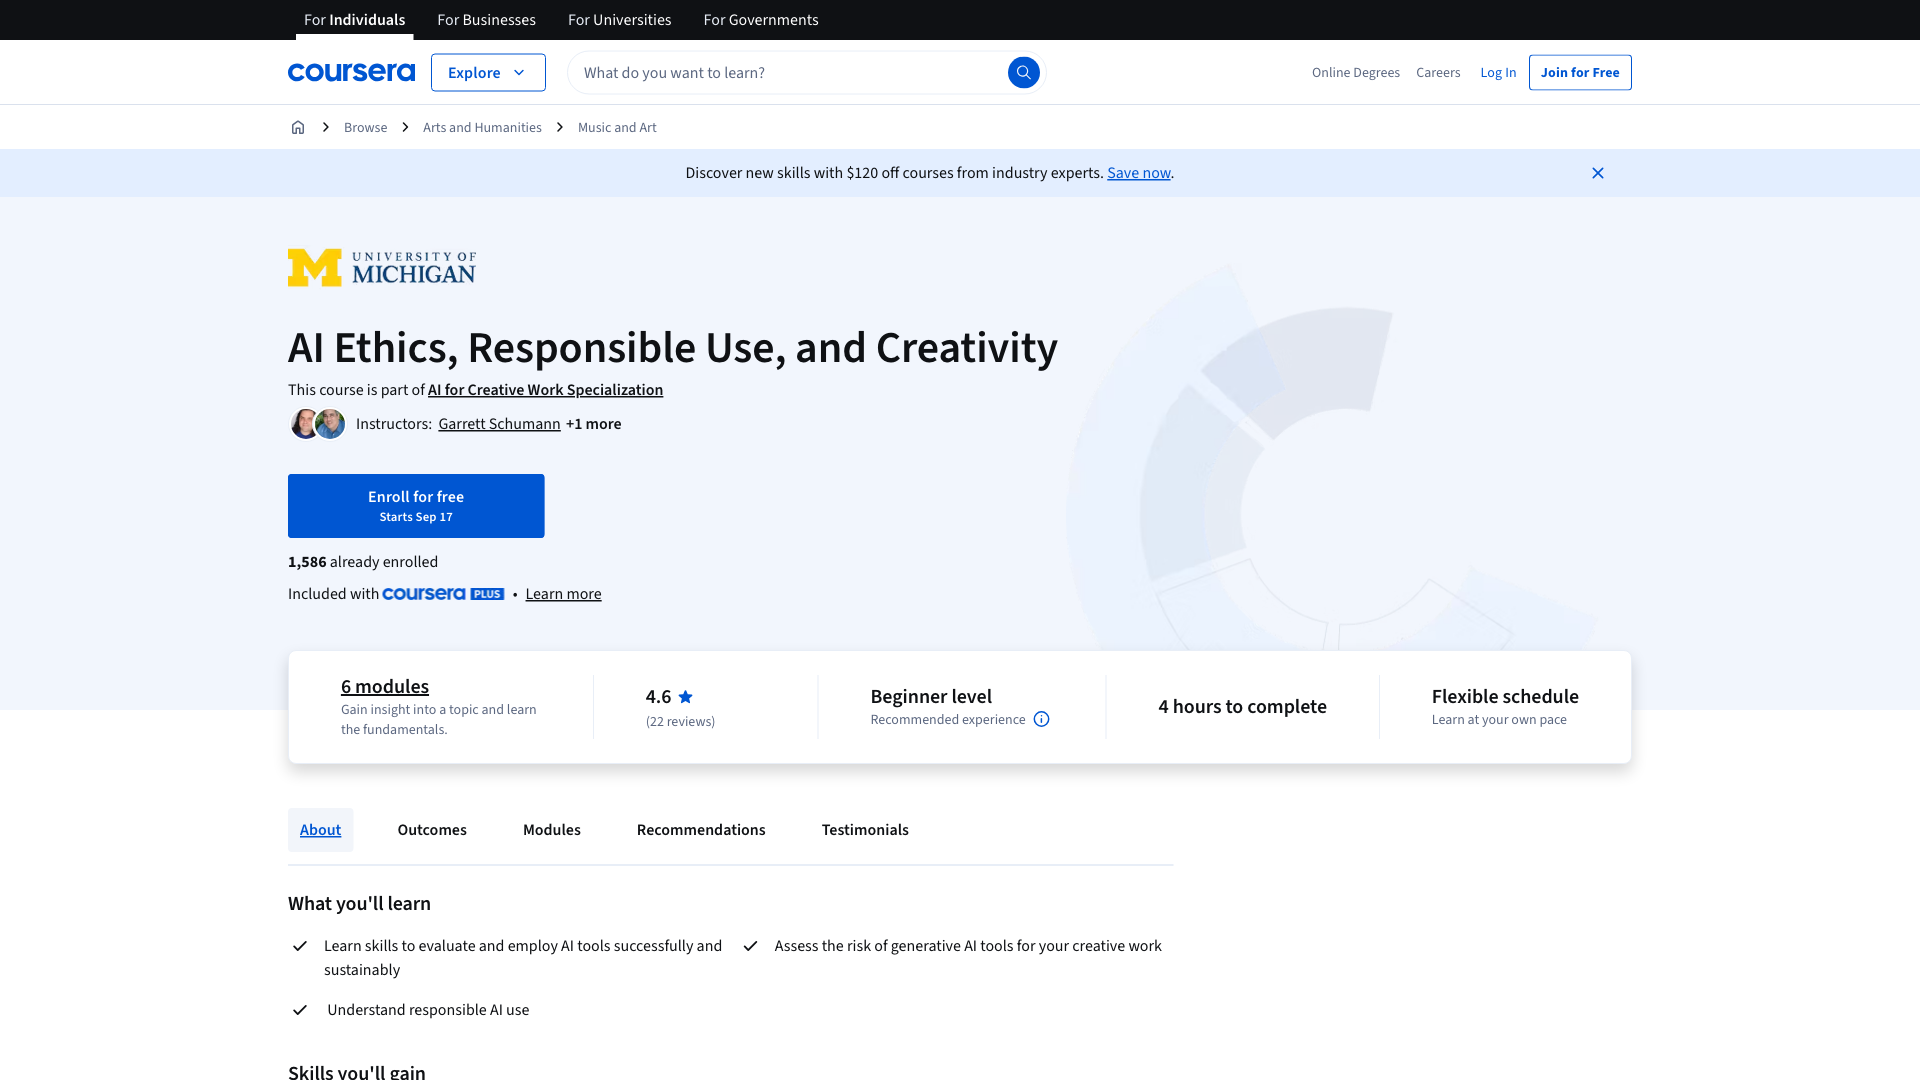 For Individuals
For Businesses
For Universities
For Governments
coursera
Explore
What do you want to learn?
Online Degrees
Careers
Log In
Join for Free
Browse
Arts and Humanities
Music and Art
Discover new skills with $120 off courses from industry experts. Save now.
M UNIVERSITY OF
MICHIGAN
AI Ethics, Responsible Use, and Creativity
This course is part of AI for Creative Work Specialization
Instructors: Garrett Schumann +1 more
Enroll for free
Starts Sep 17
1,586 already enrolled
Included with coursera PLUS • Learn more
6 modules
Gain insight into a topic and learn
the fundamentals.
4.6
(22 reviews)
Beginner level
Recommended experience
4 hours to complete
Flexible schedule
Learn at your own pace
About
Outcomes
Modules
Recommendations
Testimonials
What you'll learn
Learn skills to evaluate and employ AI tools successfully and
sustainably
Assess the risk of generative AI tools for your creative work
Understand responsible AI use
Skills you'll gain